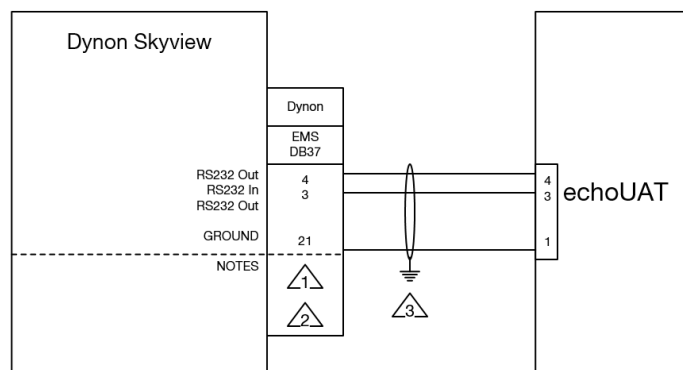 Dynon Skyview
Dynon
EMS
DB37
RS232 Out
4
4
RS232 In
3
3
echoUAT
RS232 Out
GROUND
21
1
NOTES
1
2
3